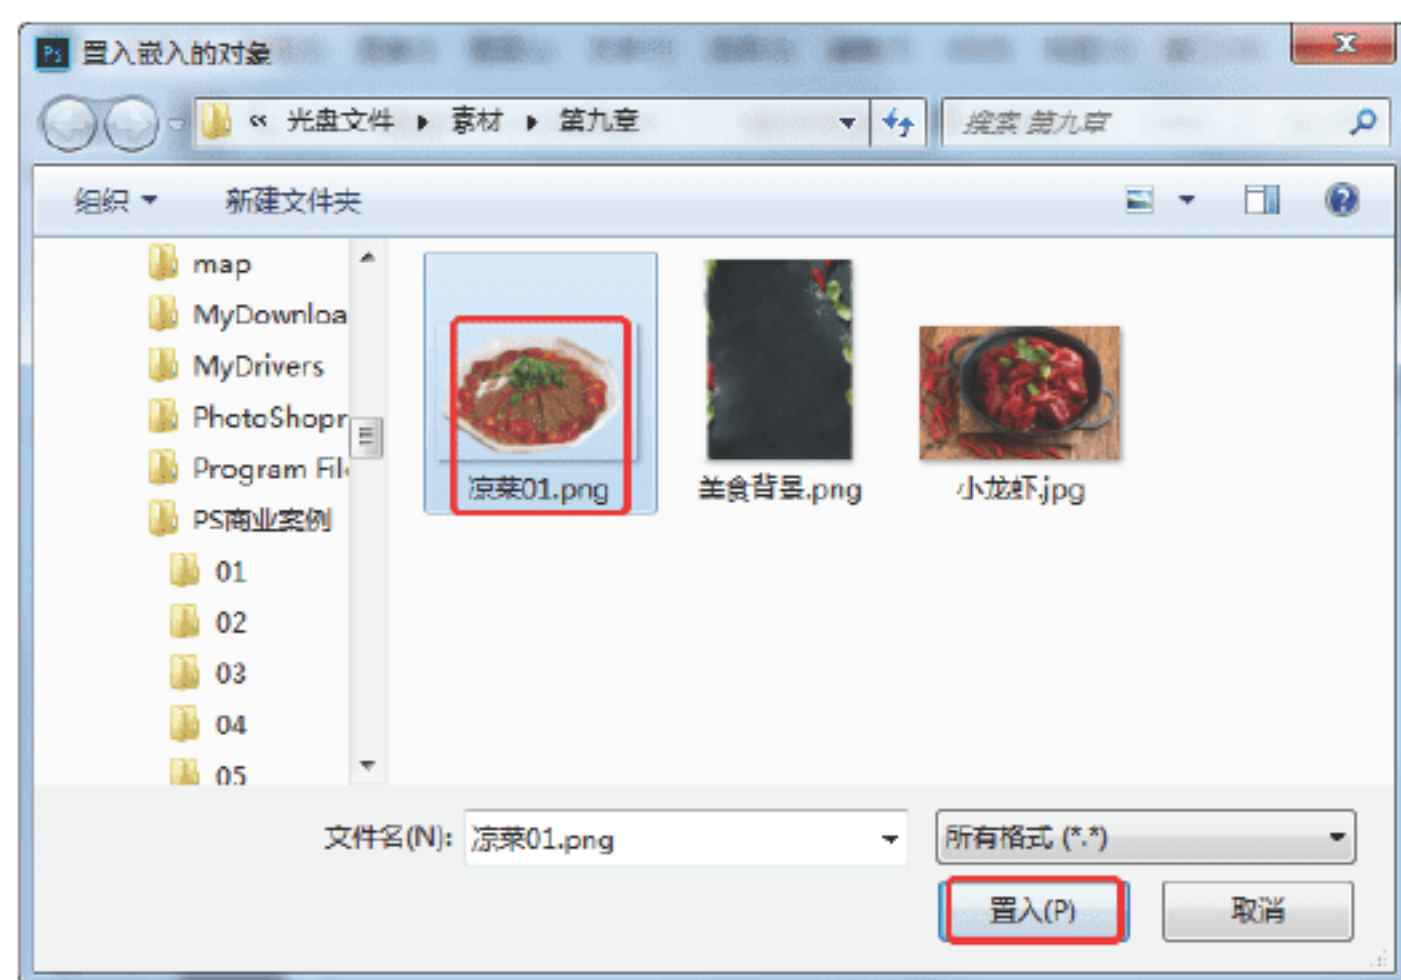 Ps 置入嵌入的对象
« 光盘文件 ▸ 素材 ▸ 第九章
搜索 第九章
组织 新建文件夹
map
MyDownloa
MyDrivers
PhotoShopr
Program File
PS商业案例
01
02
03
04
05
凉菜01.png
美食背景.png
小龙虾.jpg
文件名(N): 凉菜01.png
所有格式 (*.*)
置入(P)
取消